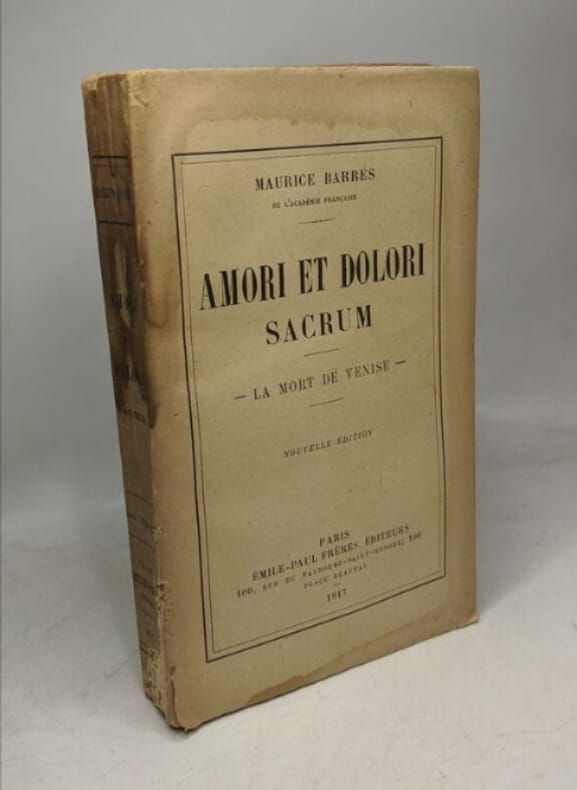 MAURICE BARRÈS
DE L'ACADÉMIE FRANÇAISE
AMORI ET DOLORI
SACRUM
— LA MORT DE VENISE —
NOUVELLE ÉDITION
PARIS
ÉMILE-PAUL FRÈRES, ÉDITEURS
100, RUE DU FAUBOURG-SAINT-HONORÉ, 100
PLACE BEAUVAU
1917